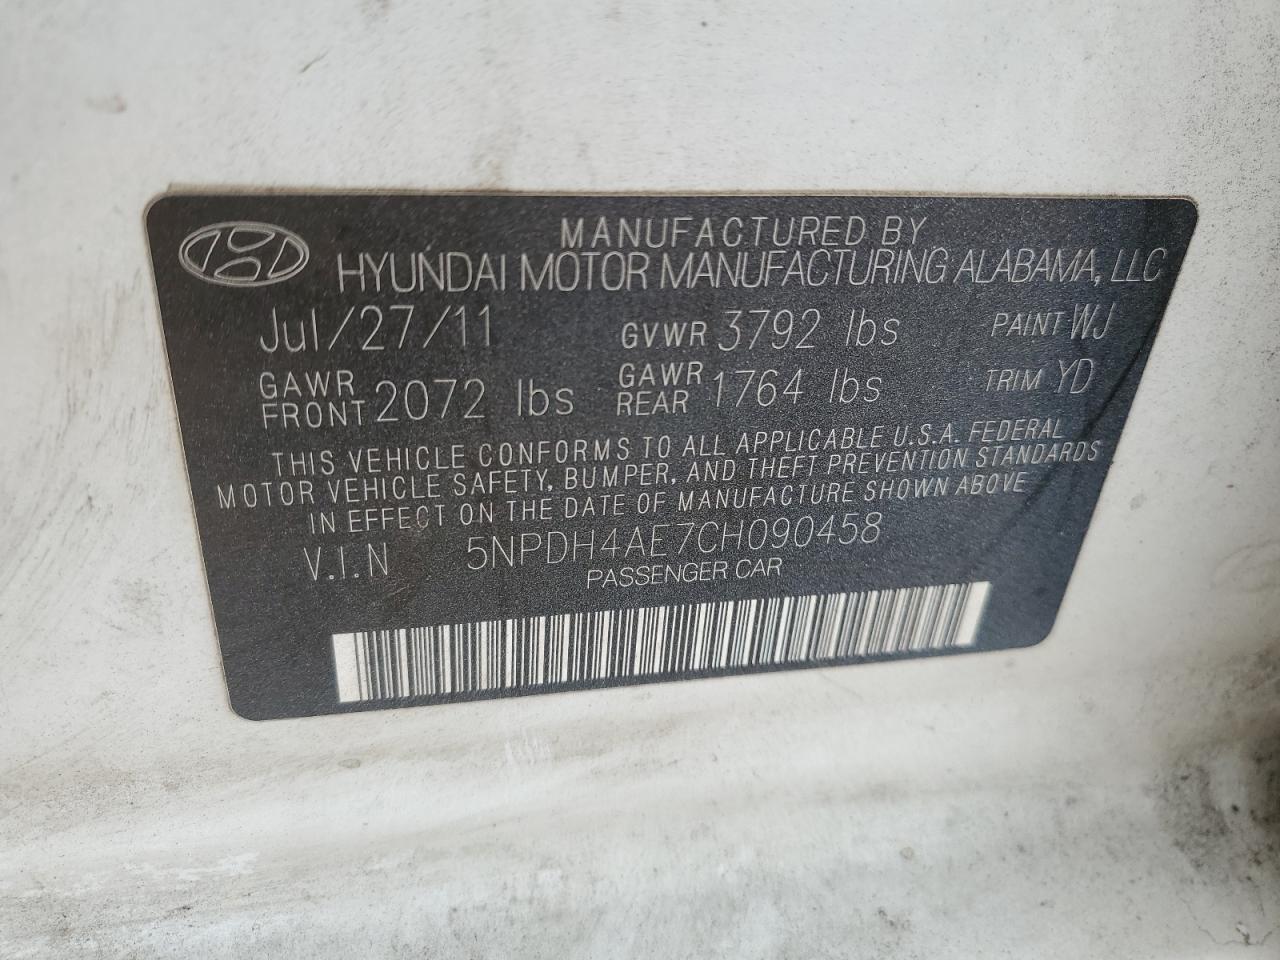 MANUFACTURED BY
HYUNDAI MOTOR MANUFACTURING ALABAMA, LLC
Jul/27/11 GVWR 3792 lbs PAINT WJ
GAWR FRONT 2072 lbs GAWR REAR 1764 lbs TRIM YD
THIS VEHICLE CONFORMS TO ALL APPLICABLE U.S.A. FEDERAL
MOTOR VEHICLE SAFETY, BUMPER, AND THEFT PREVENTION STANDARDS
IN EFFECT ON THE DATE OF MANUFACTURE SHOWN ABOVE
V.I.N 5NPDH4AE7CH090458
PASSENGER CAR